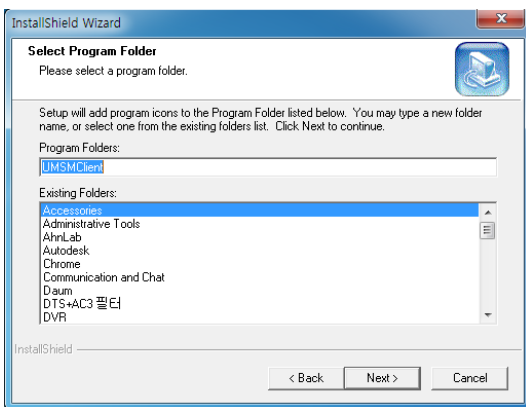 InstallShield Wizard
Select Program Folder
Please select a program folder.
Setup will add program icons to the Program Folder listed below. You may type a new folder
name, or select one from the existing folders list. Click Next to continue.
Program Folders:
UMSMClient
Existing Folders:
Accessories
Administrative Tools
AhnLab
Autodesk
Chrome
Communication and Chat
Daum
DTS+AC3 필터
DVR
InstallShield
< Back Next > Cancel